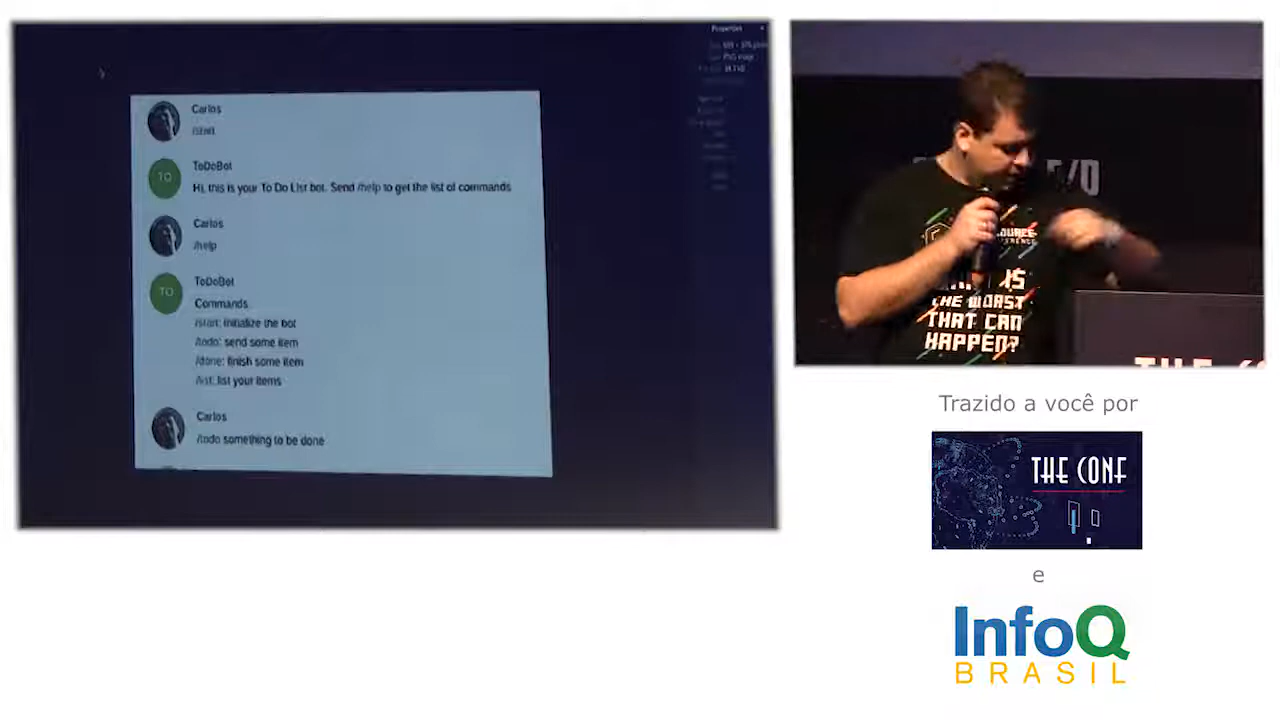 Properties
Carlos
/start
TO
ToDoBot
Hi, this is your To Do List bot. Send /help to get the list of commands
Carlos
/help
TO
ToDoBot
Commands
/start: initialize the bot
/todo: send some item
/done: finish some item
/list: list your items
Carlos
/todo something to be done
THE WORST
THAT CAN
HAPPEN?
Trazido a você por
THE CONF
e
InfoQ
BRASIL